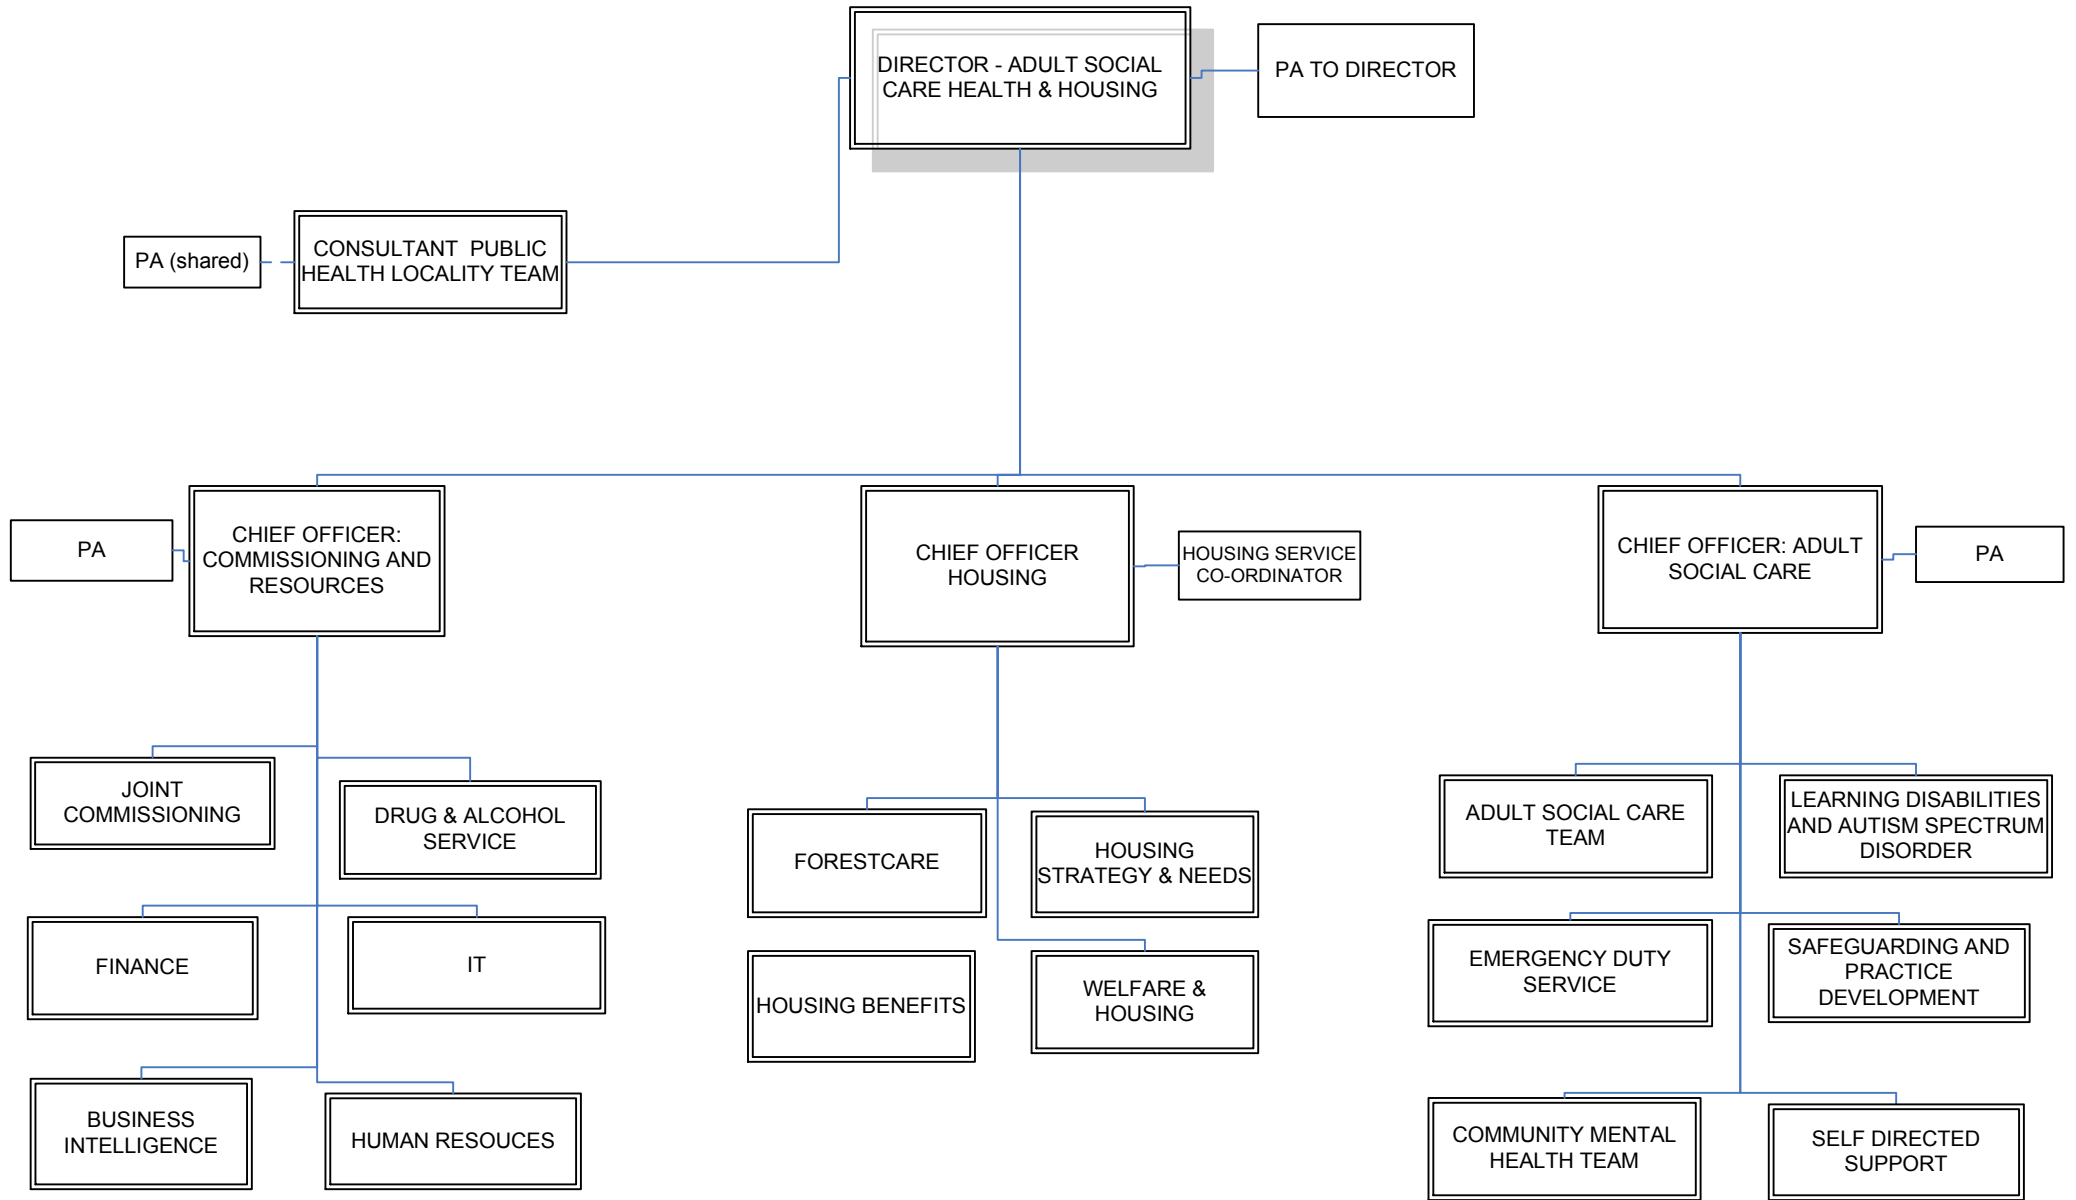 DIRECTOR - ADULT SOCIAL
CARE HEALTH & HOUSING
PA TO DIRECTOR
PA (shared)
CONSULTANT PUBLIC
HEALTH LOCALITY TEAM
PA
CHIEF OFFICER:
COMMISSIONING AND
RESOURCES
CHIEF OFFICER
HOUSING
HOUSING SERVICE
CO-ORDINATOR
CHIEF OFFICER: ADULT
SOCIAL CARE
PA
JOINT
COMMISSIONING
DRUG & ALCOHOL
SERVICE
FINANCE
IT
BUSINESS
INTELLIGENCE
HUMAN RESOUCES
FORESTCARE
HOUSING
STRATEGY & NEEDS
HOUSING BENEFITS
WELFARE &
HOUSING
ADULT SOCIAL CARE
TEAM
LEARNING DISABILITIES
AND AUTISM SPECTRUM
DISORDER
EMERGENCY DUTY
SERVICE
SAFEGUARDING AND
PRACTICE
DEVELOPMENT
COMMUNITY MENTAL
HEALTH TEAM
SELF DIRECTED
SUPPORT